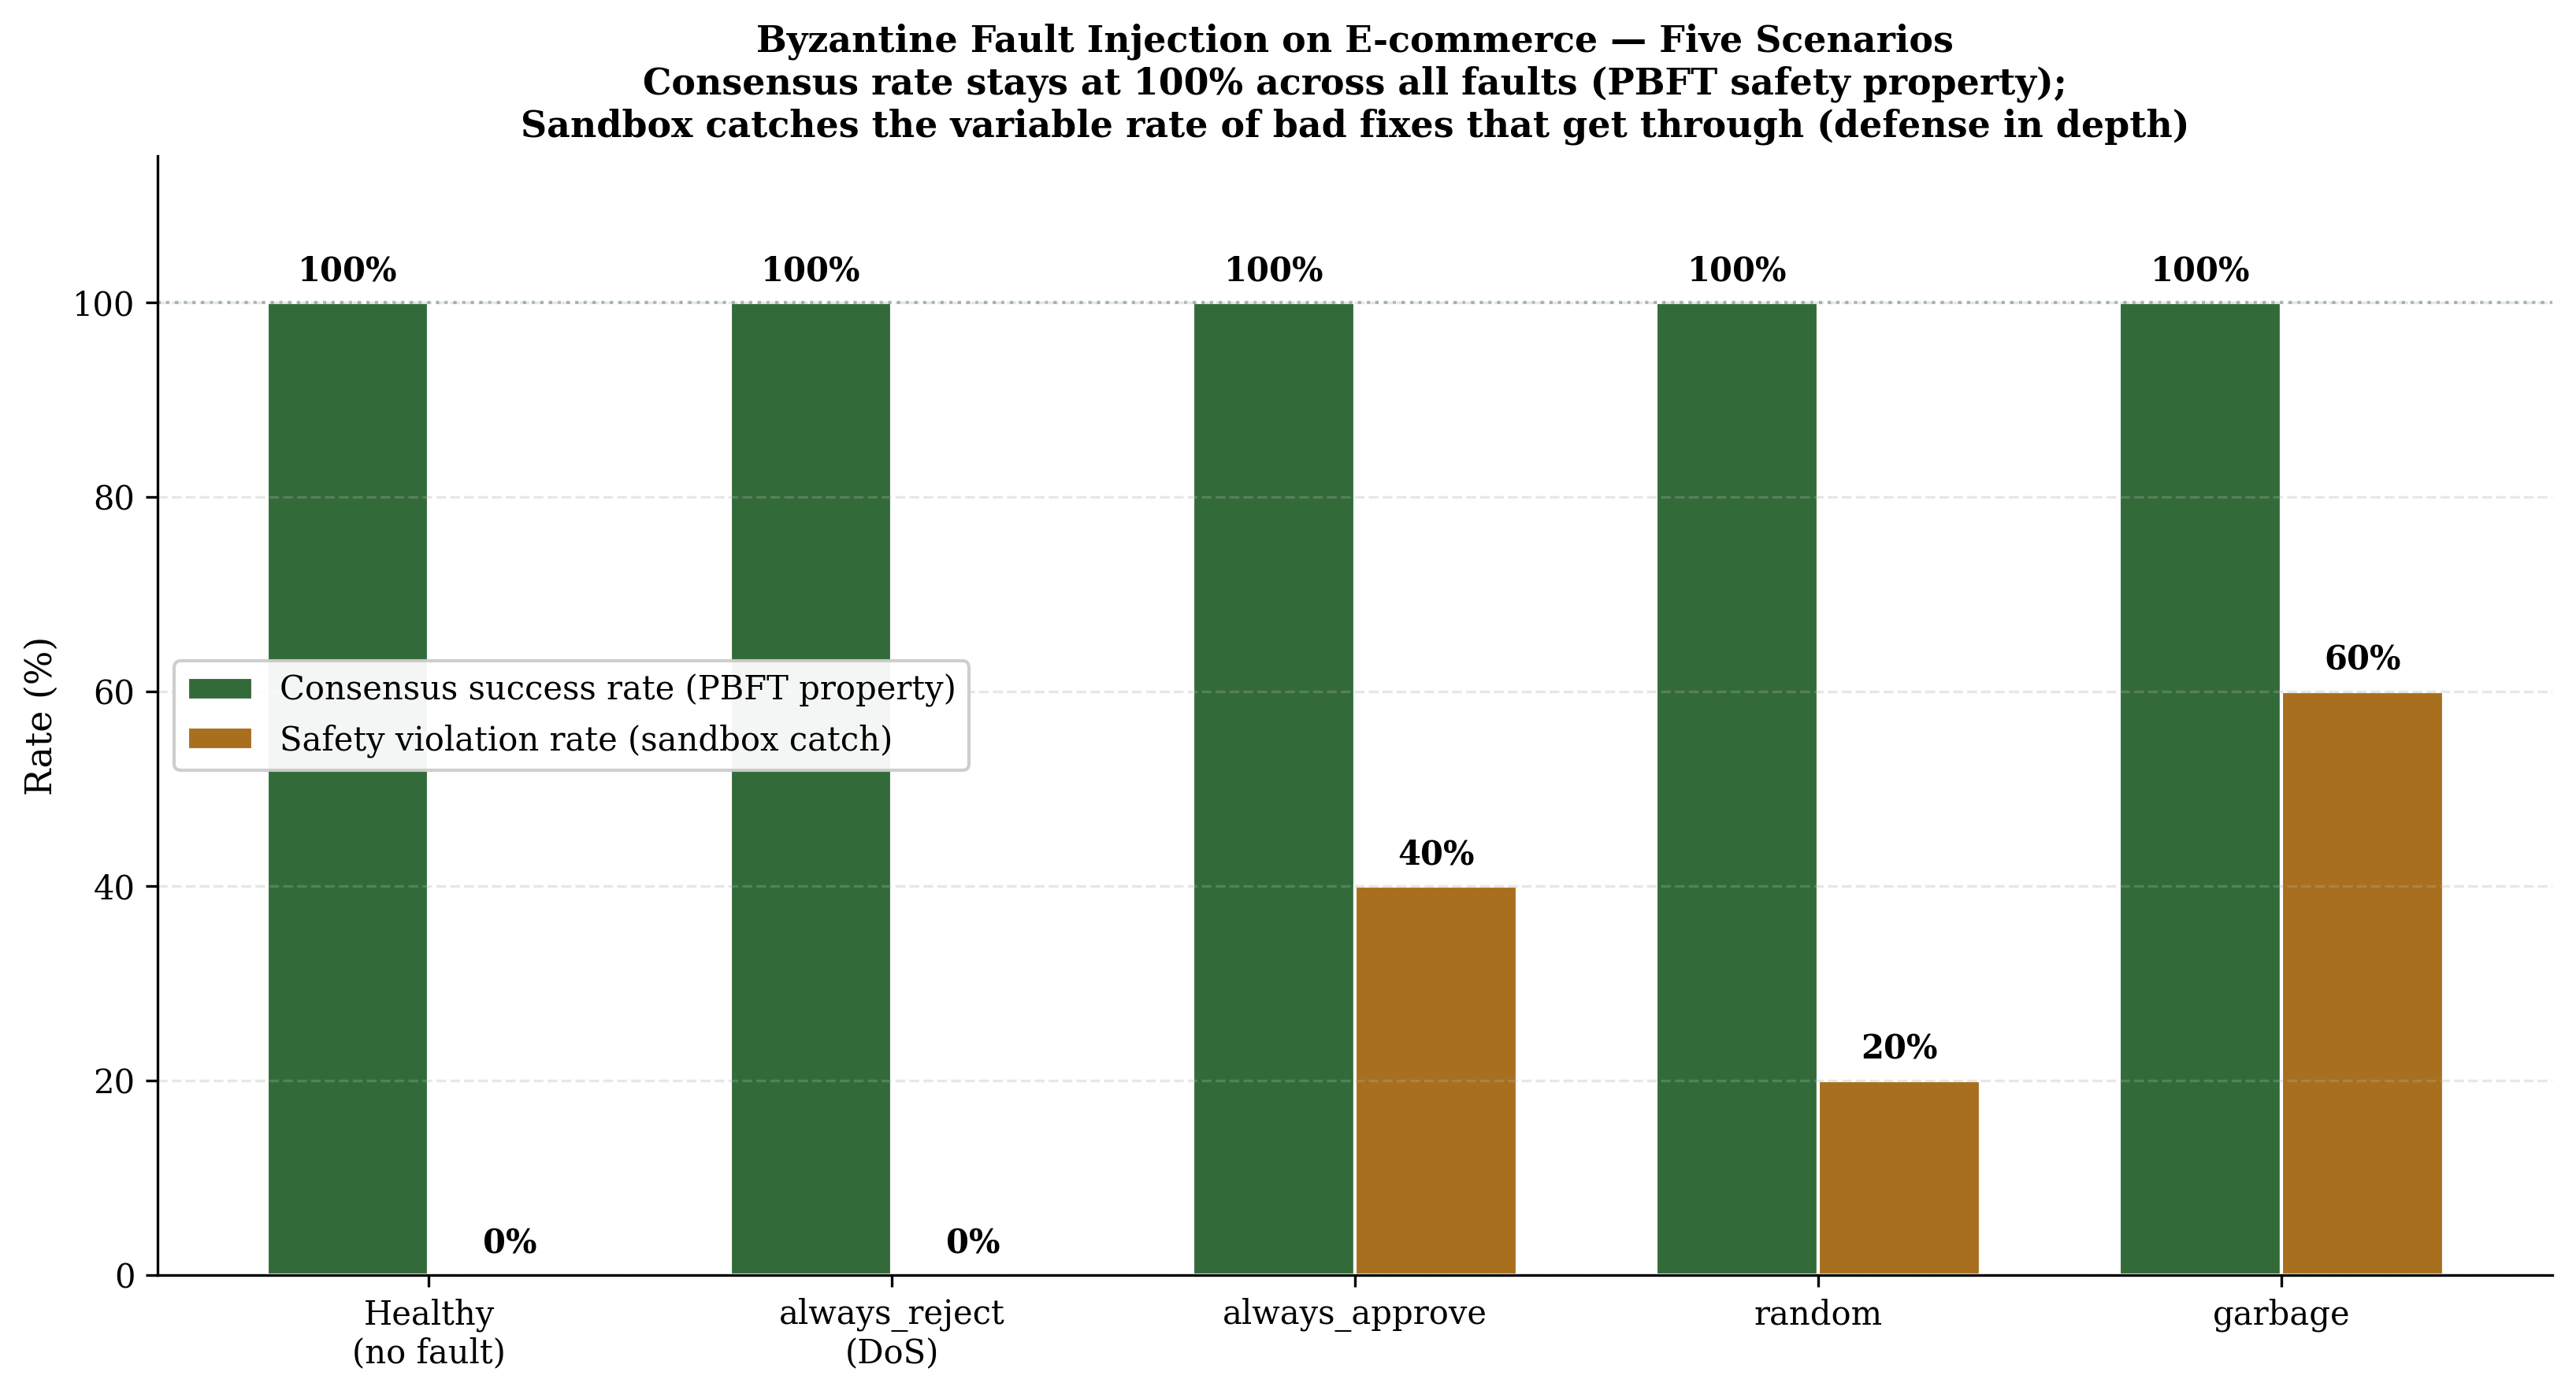 Byzantine Fault Injection on E-commerce — Five Scenarios
Consensus rate stays at 100% across all faults (PBFT safety property);
Sandbox catches the variable rate of bad fixes that get through (defense in depth)
Rate (%)
100
80
60
40
20
0
100%
0%
100%
0%
100%
40%
100%
20%
100%
60%
Consensus success rate (PBFT property)
Safety violation rate (sandbox catch)
Healthy
(no fault)
always_reject
(DoS)
always_approve
random
garbage